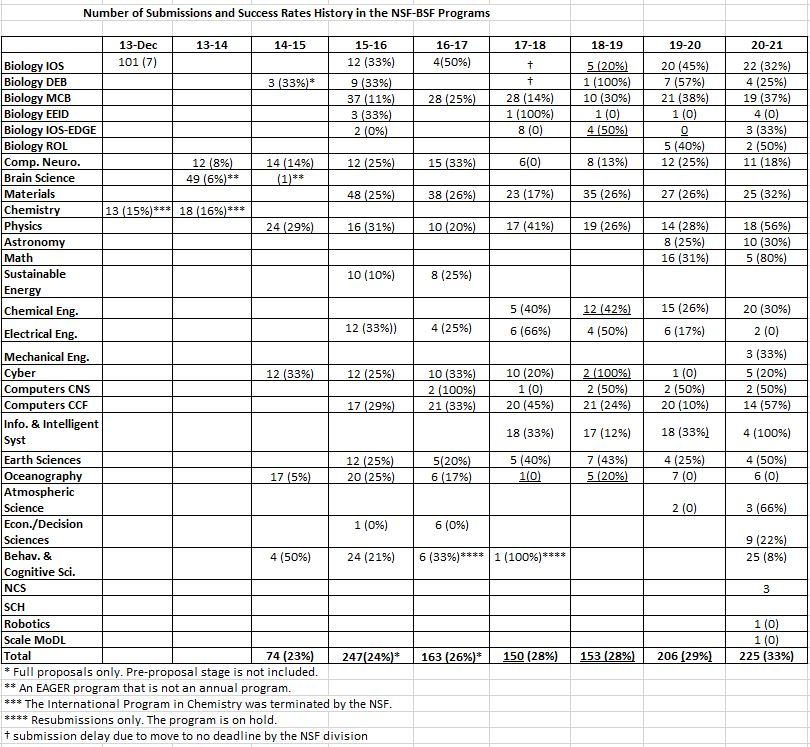 Number of Submissions and Success Rates History in the NSF-BSF Programs
13-Dec 13-14 14-15 15-16 16-17 17-18 18-19 19-20 20-21
Biology IOS 101 (7) 12 (33%) 4(50%) † 5 (20%) 20 (45%) 22 (32%)
Biology DEB 3 (33%)* 9 (33%) † 1 (100%) 7 (57%) 4 (25%)
Biology MCB 37 (11%) 28 (25%) 28 (14%) 10 (30%) 21 (38%) 19 (37%)
Biology EEID 3 (33%) 1 (100%) 1 (0) 1 (0) 4 (0)
Biology IOS-EDGE 2 (0%) 8 (0) 4 (50%) 0 3 (33%)
Biology ROL 5 (40%) 2 (50%)
Comp. Neuro. 12 (8%) 14 (14%) 12 (25%) 15 (33%) 6(0) 8 (13%) 12 (25%) 11 (18%)
Brain Science 49 (6%)** (1)**
Materials 48 (25%) 38 (26%) 23 (17%) 35 (26%) 27 (26%) 25 (32%)
Chemistry 13 (15%)*** 18 (16%)***
Physics 24 (29%) 16 (31%) 10 (20%) 17 (41%) 19 (26%) 14 (28%) 18 (56%)
Astronomy 8 (25%) 10 (30%)
Math 16 (31%) 5 (80%)
Sustainable 10 (10%) 8 (25%)
Energy
Chemical Eng. 5 (40%) 12 (42%) 15 (26%) 20 (30%)
Electrical Eng. 12 (33%)) 4 (25%) 6 (66%) 4 (50%) 6 (17%) 2 (0)
Mechanical Eng. 3 (33%)
Cyber 12 (33%) 12 (25%) 10 (33%) 10 (20%) 2 (100%) 1 (0) 5 (20%)
Computers CNS 2 (100%) 1 (0) 2 (50%) 2 (50%) 2 (50%)
Computers CCF 17 (29%) 21 (33%) 20 (45%) 21 (24%) 20 (10%) 14 (57%)
Info. & Intelligent
Syst 18 (33%) 17 (12%) 18 (33%) 4 (100%)
Earth Sciences 12 (25%) 5(20%) 5 (40%) 7 (43%) 4 (25%) 4 (50%)
Oceanography 17 (5%) 20 (25%) 6 (17%) 1(0) 5 (20%) 7 (0) 6 (0)
Atmospheric
Science 2 (0) 3 (66%)
Econ./Decision 1 (0%) 6 (0%)
Sciences 9 (22%)
Behav. & 4 (50%) 24 (21%) 6 (33%)**** 1 (100%)**** 25 (8%)
Cognitive Sci.
NCS 3
SCH
Robotics 1 (0)
Scale MoDL 1 (0)
Total 74 (23%) 247(24%)* 163 (26%)* 150 (28%) 153 (28%) 206 (29%) 225 (33%)
* Full proposals only. Pre-proposal stage is not included.
** An EAGER program that is not an annual program.
*** The International Program in Chemistry was terminated by the NSF.
**** Resubmissions only. The program is on hold.
† submission delay due to move to no deadline by the NSF division